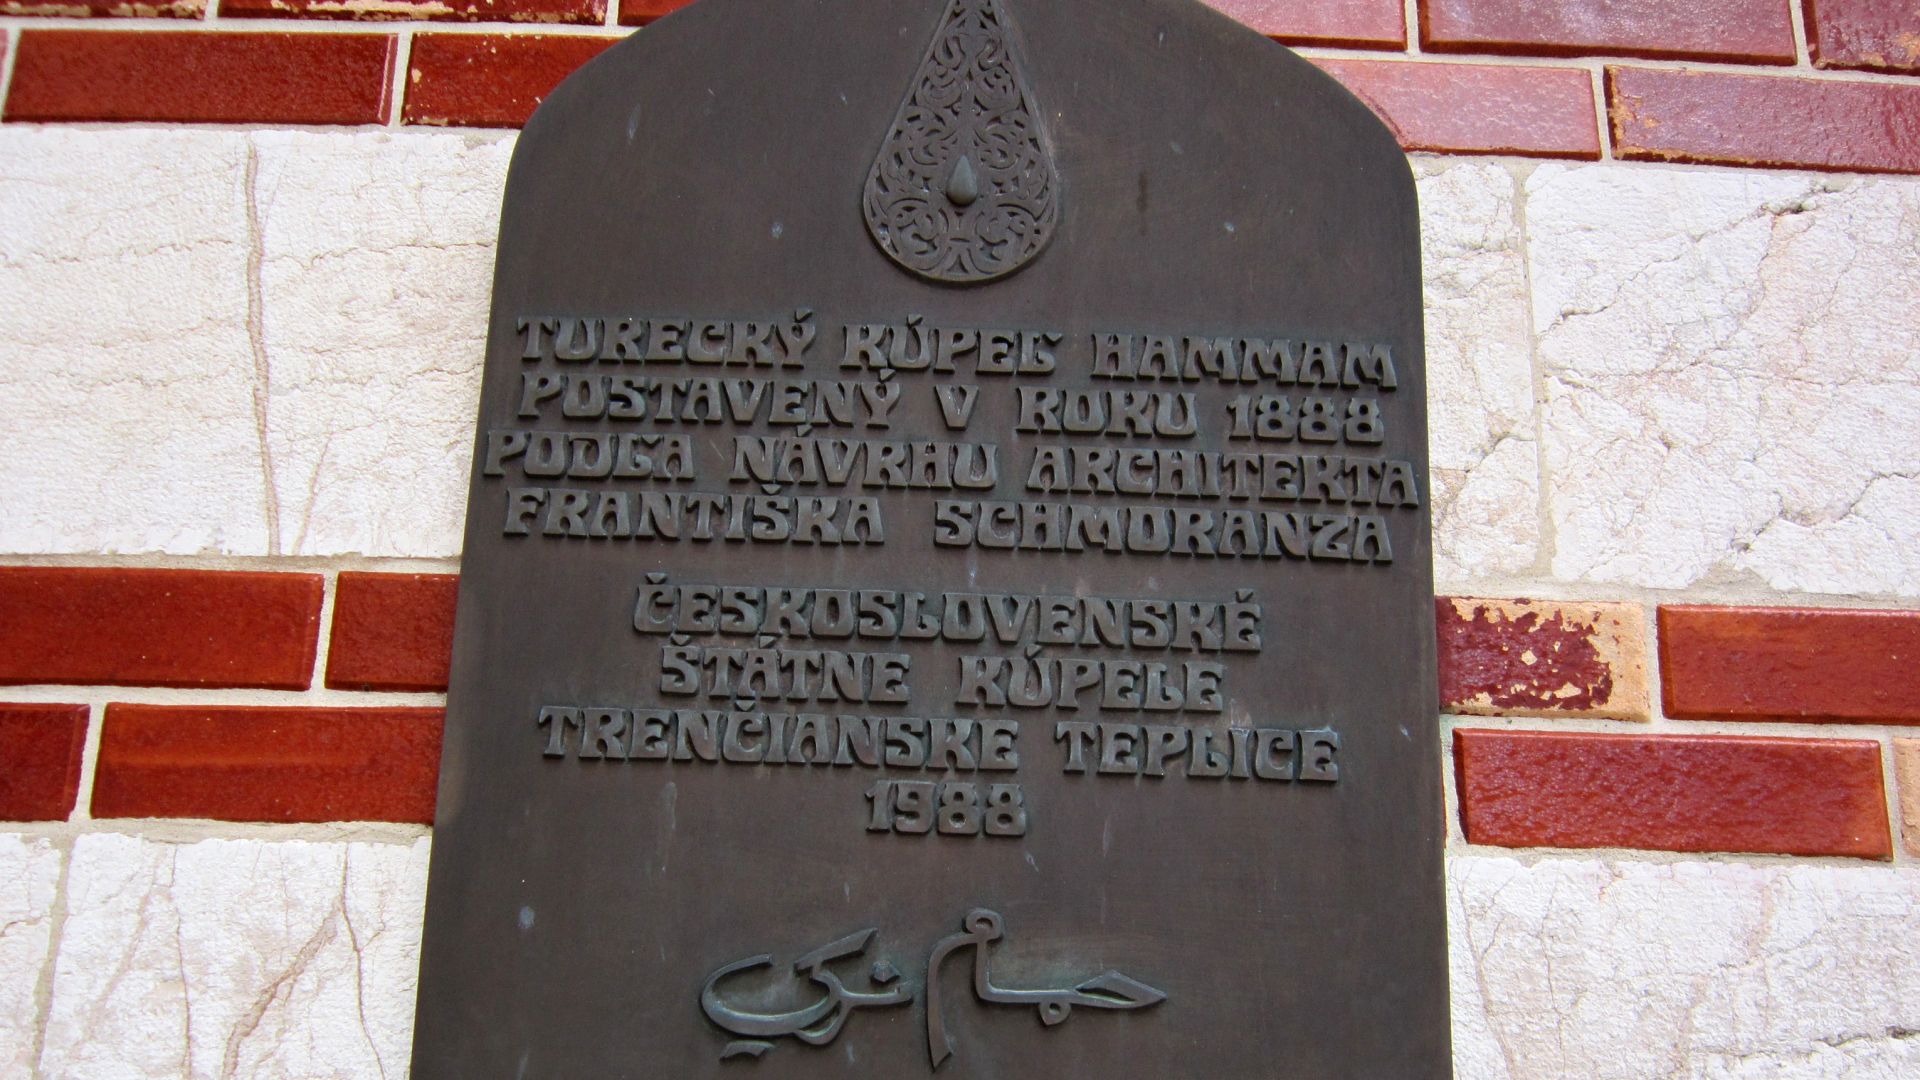 TURECKÝ KÚPEĽ HAMMAM
POSTAVENÝ V ROKU 1888
PODĽA NÁVRHU ARCHITEKTA
FRANTIŠKA SCHMORANZA
ČESKOSLOVENSKÉ
ŠTÁTNE KÚPELE
TRENČIANSKE TEPLICE
1988
حمام تركي